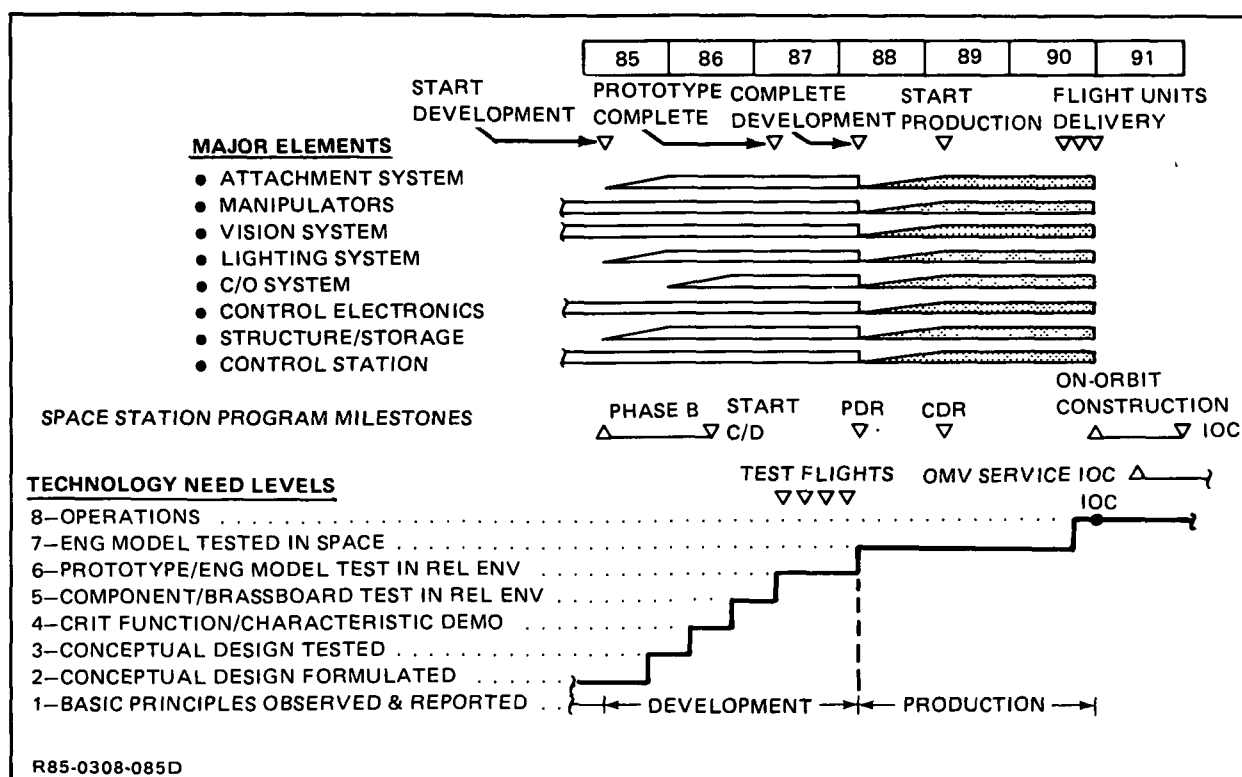 85 86 87 88 89 90 91
START DEVELOPMENT
PROTOTYPE COMPLETE
COMPLETE DEVELOPMENT
START PRODUCTION
FLIGHT UNITS DELIVERY
MAJOR ELEMENTS
• ATTACHMENT SYSTEM
• MANIPULATORS
• VISION SYSTEM
• LIGHTING SYSTEM
• C/O SYSTEM
• CONTROL ELECTRONICS
• STRUCTURE/STORAGE
• CONTROL STATION
SPACE STATION PROGRAM MILESTONES
PHASE B
START C/D
PDR
CDR
ON-ORBIT CONSTRUCTION
IOC
TEST FLIGHTS
OMV SERVICE IOC
IOC
TECHNOLOGY NEED LEVELS
8–OPERATIONS
7–ENG MODEL TESTED IN SPACE
6–PROTOTYPE/ENG MODEL TEST IN REL ENV
5–COMPONENT/BRASSBOARD TEST IN REL ENV
4–CRIT FUNCTION/CHARACTERISTIC DEMO
3–CONCEPTUAL DESIGN TESTED
2–CONCEPTUAL DESIGN FORMULATED
1–BASIC PRINCIPLES OBSERVED & REPORTED
DEVELOPMENT
PRODUCTION
R85-0308-085D